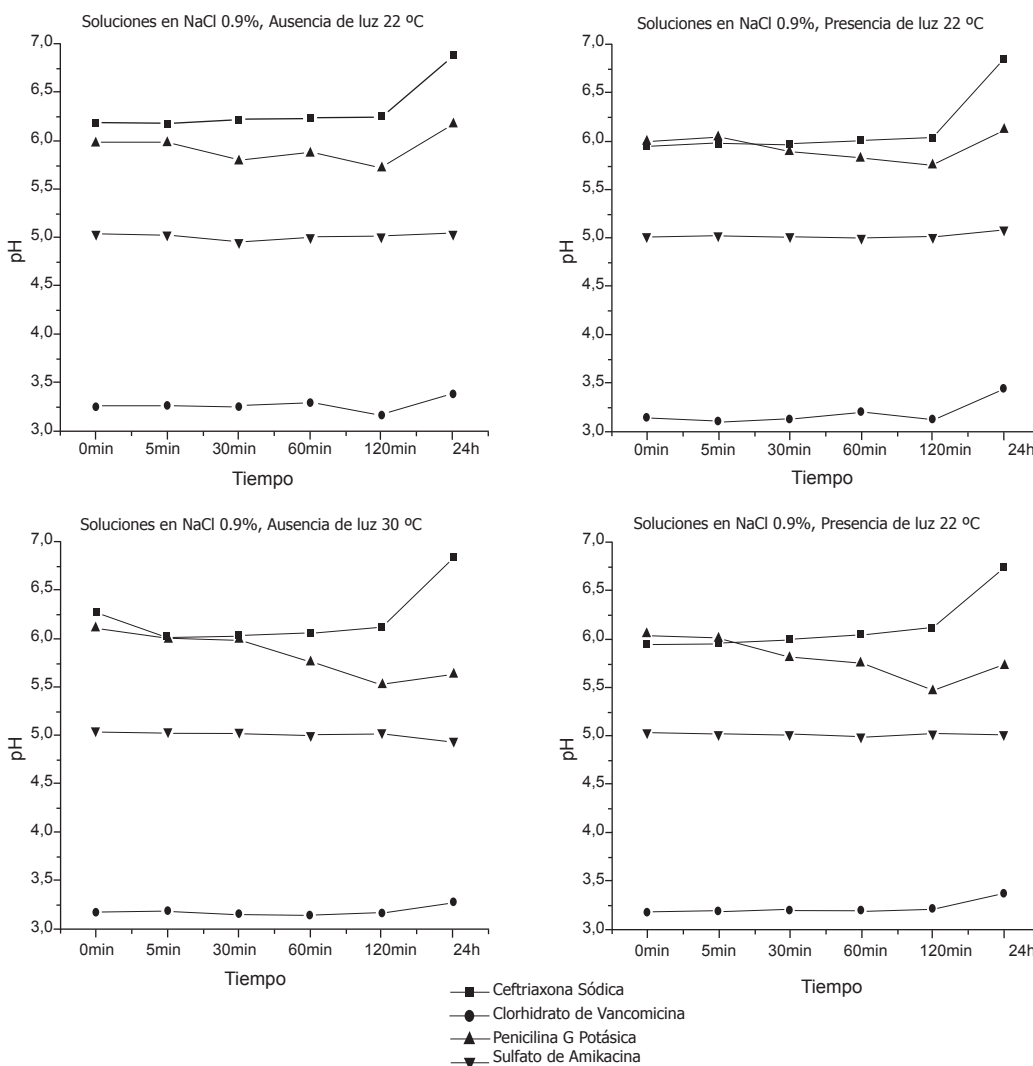 Soluciones en NaCl 0.9%, Ausencia de luz 22 ºC
7,0
6,5
6,0
5,5
5,0
4,5
4,0
3,5
3,0
pH
0min 5min 30min 60min 120min 24h
Tiempo
Soluciones en NaCl 0.9%, Presencia de luz 22 ºC
7,0
6,5
6,0
5,5
5,0
4,5
4,0
3,5
3,0
pH
0min 5min 30min 60min 120min 24h
Tiempo
Soluciones en NaCl 0.9%, Ausencia de luz 30 ºC
7,0
6,5
6,0
5,5
5,0
4,5
4,0
3,5
3,0
pH
0min 5min 30min 60min 120min 24h
Tiempo
Soluciones en NaCl 0.9%, Presencia de luz 22 ºC
7,0
6,5
6,0
5,5
5,0
4,5
4,0
3,5
3,0
pH
0min 5min 30min 60min 120min 24h
Tiempo
Ceftriaxona Sódica
Clorhidrato de Vancomicina
Penicilina G Potásica
Sulfato de Amikacina